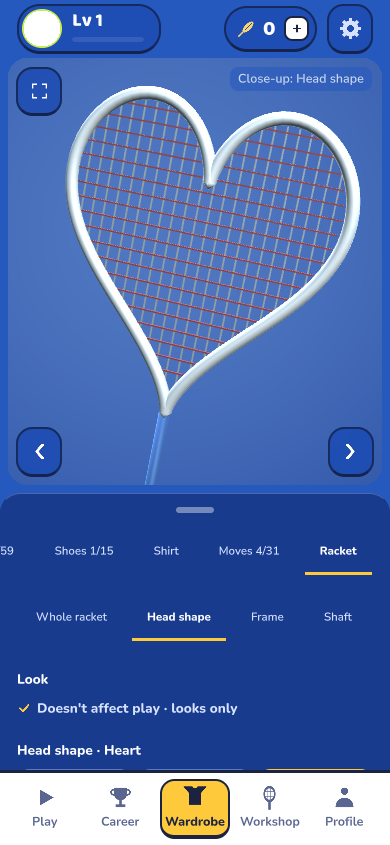 Lv 1
0
+
Close-up: Head shape
/59
Shoes 1/15
Shirt
Moves 4/31
Racket
Whole racket
Head shape
Frame
Shaft
Look
Doesn't affect play · looks only
Head shape · Heart
Play
Career
Wardrobe
Workshop
Profile